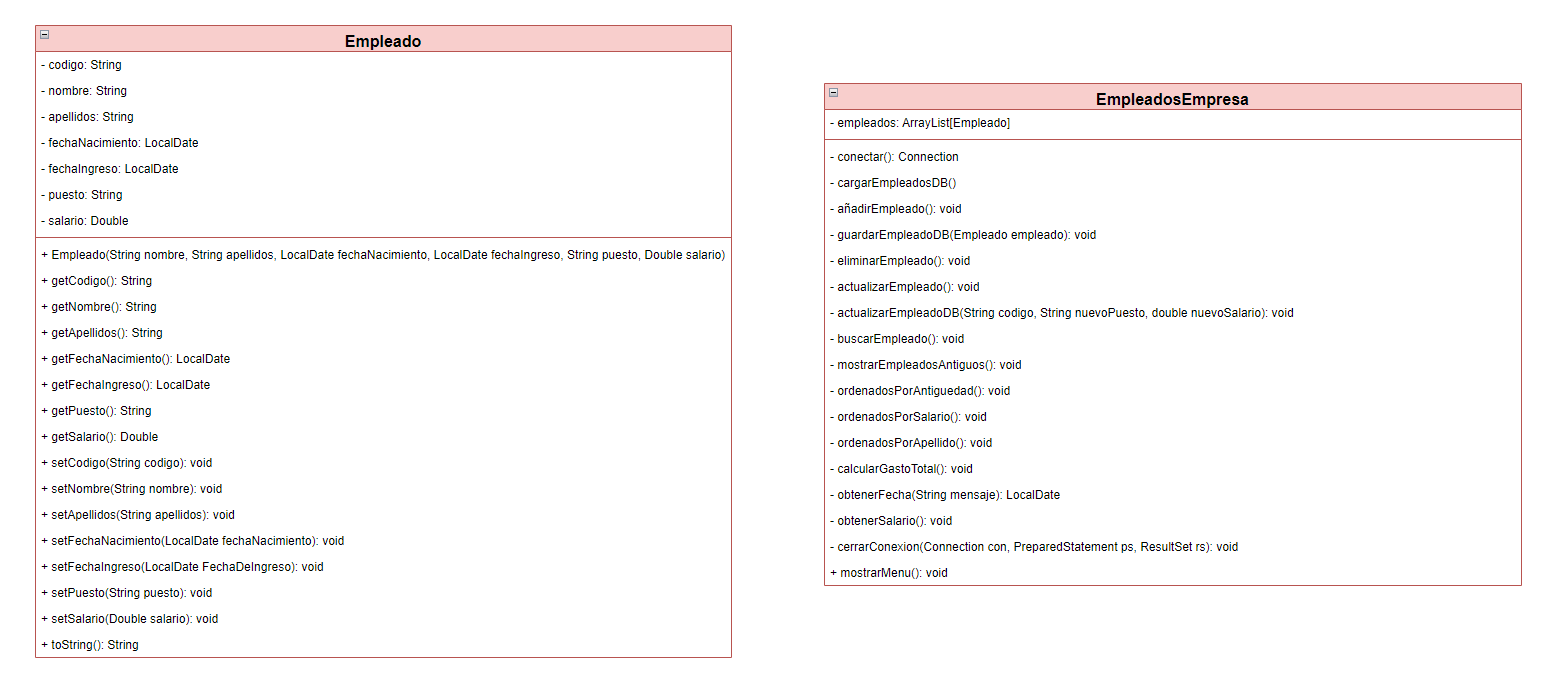 Empleado
- codigo: String
- nombre: String
- apellidos: String
- fechaNacimiento: LocalDate
- fechaIngreso: LocalDate
- puesto: String
- salario: Double
+ Empleado(String nombre, String apellidos, LocalDate fechaNacimiento, LocalDate fechaIngreso, String puesto, Double salario)
+ getCodigo(): String
+ getNombre(): String
+ getApellidos(): String
+ getFechaNacimiento(): LocalDate
+ getFechaIngreso(): LocalDate
+ getPuesto(): String
+ getSalario(): Double
+ setCodigo(String codigo): void
+ setNombre(String nombre): void
+ setApellidos(String apellidos): void
+ setFechaNacimiento(LocalDate fechaNacimiento): void
+ setFechaIngreso(LocalDate FechaDeIngreso): void
+ setPuesto(String puesto): void
+ setSalario(Double salario): void
+ toString(): String
EmpleadosEmpresa
- empleados: ArrayList[Empleado]
- conectar(): Connection
- cargarEmpleadosDB()
- añadirEmpleado(): void
- guardarEmpleadoDB(Empleado empleado): void
- eliminarEmpleado(): void
- actualizarEmpleado(): void
- actualizarEmpleadoDB(String codigo, String nuevoPuesto, double nuevoSalario): void
- buscarEmpleado(): void
- mostrarEmpleadosAntiguos(): void
- ordenadosPorAntiguedad(): void
- ordenadosPorSalario(): void
- ordenadosPorApellido(): void
- calcularGastoTotal(): void
- obtenerFecha(String mensaje): LocalDate
- obtenerSalario(): void
- cerrarConexion(Connection con, PreparedStatement ps, ResultSet rs): void
+ mostrarMenu(): void